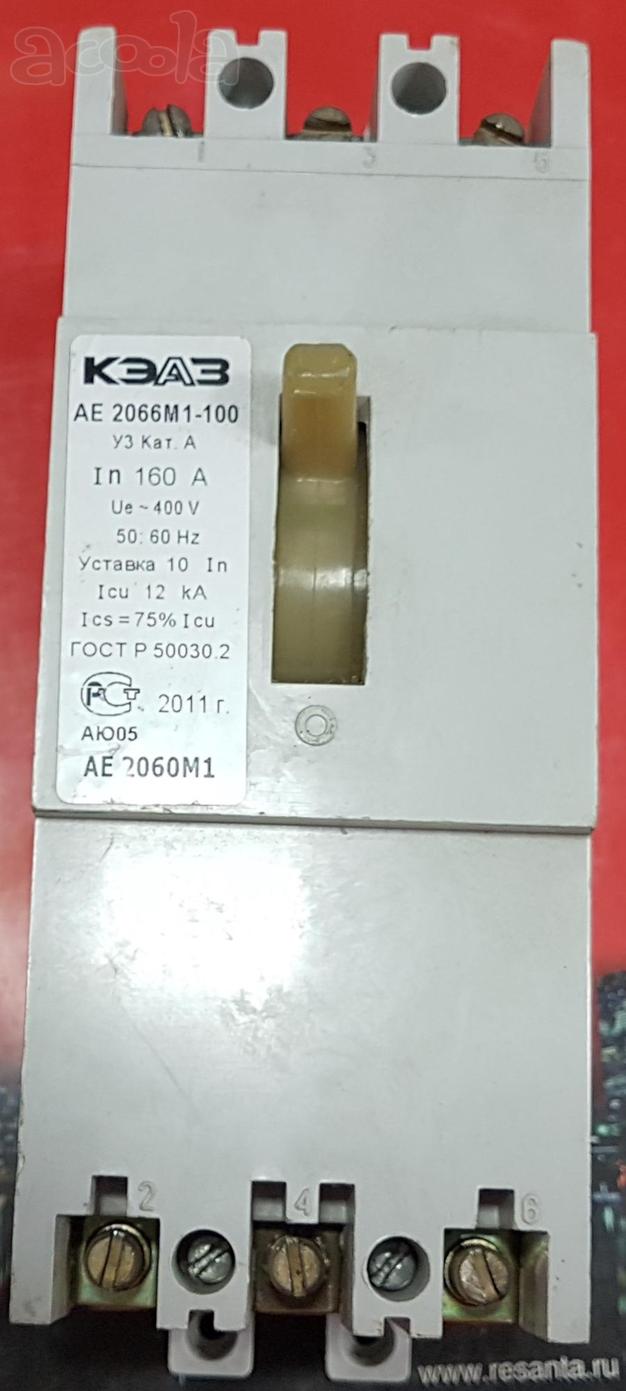 acoola
1 3 5
КЭАЗ
АЕ 2066М1-100
У3 Кат. А
In 160 A
Ue ~ 400 V
50; 60 Hz
Уставка 10 In
Icu 12 kA
Ics = 75% Icu
ГОСТ Р 50030.2
РСТ 2011 г.
АЮ05
АЕ 2060М1
2 4 6
www.resanta.ru